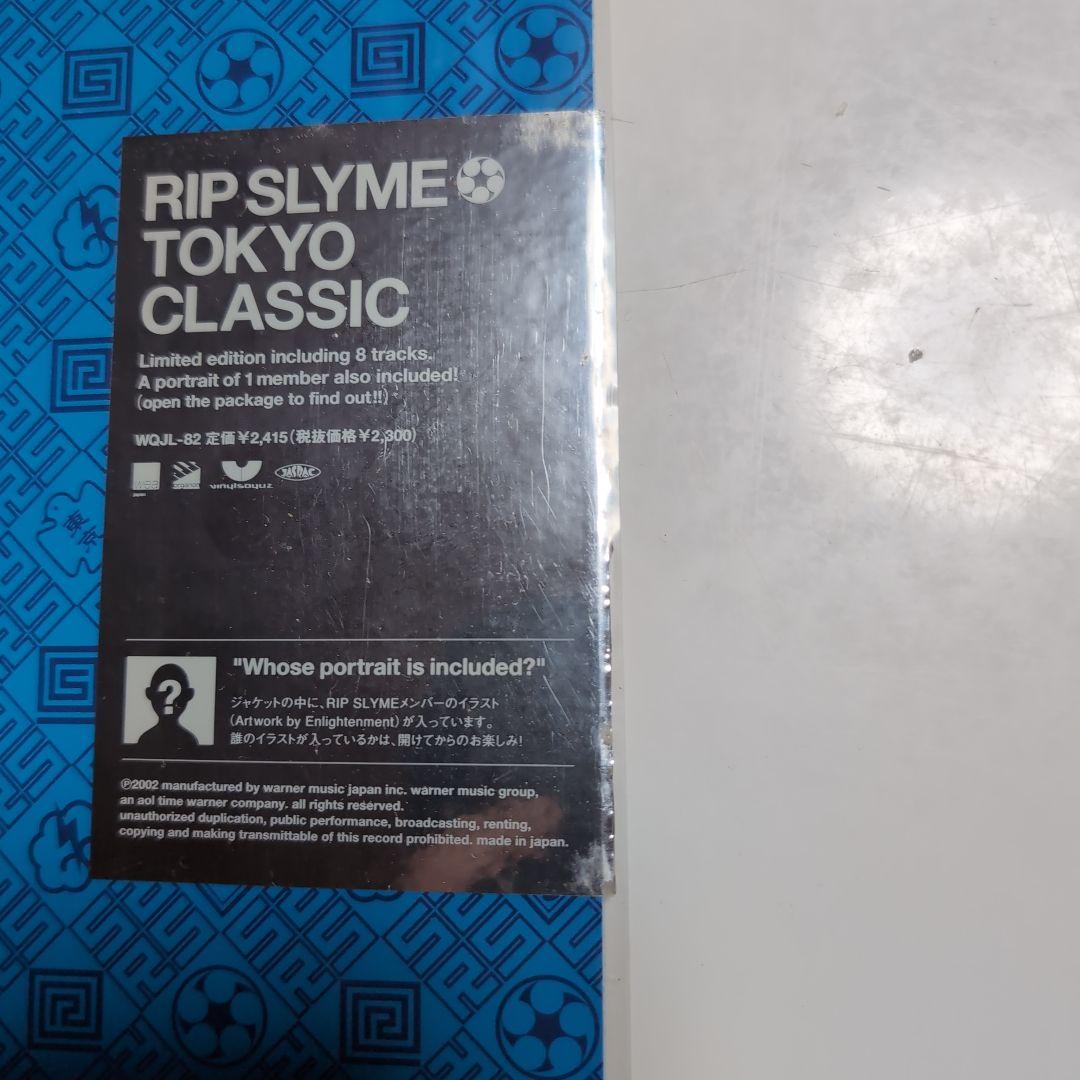 RIP SLYME
TOKYO
CLASSIC
Limited edition including 8 tracks.
A portrait of 1 member also included!
(open the package to find out!!)
WQJL-82 定価¥2,415(税抜価格¥2,300)
wea japan
organon
vinylsoyuz
JASRAC
東京
?
"Whose portrait is included?"
ジャケットの中に、RIP SLYMEメンバーのイラスト
(Artwork by Enlightenment)が入っています。
誰のイラストが入っているかは、開けてからのお楽しみ!
℗2002 manufactured by warner music japan inc. warner music group,
an aol time warner company. all rights reserved.
unauthorized duplication, public performance, broadcasting, renting,
copying and making transmittable of this record prohibited. made in japan.